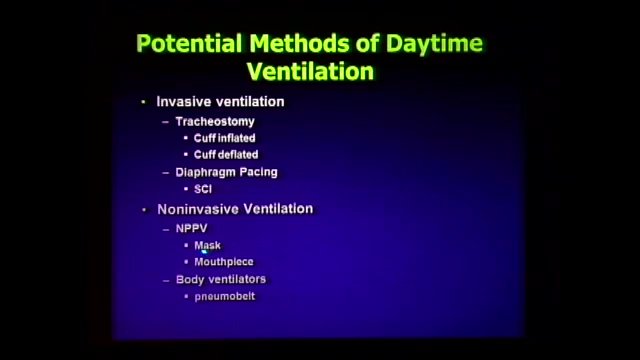 Potential Methods of Daytime
Ventilation
• Invasive ventilation
– Tracheostomy
▪ Cuff inflated
▪ Cuff deflated
– Diaphragm Pacing
▪ SCI
• Noninvasive Ventilation
– NPPV
▪ Mask
▪ Mouthpiece
– Body ventilators
▪ pneumobelt